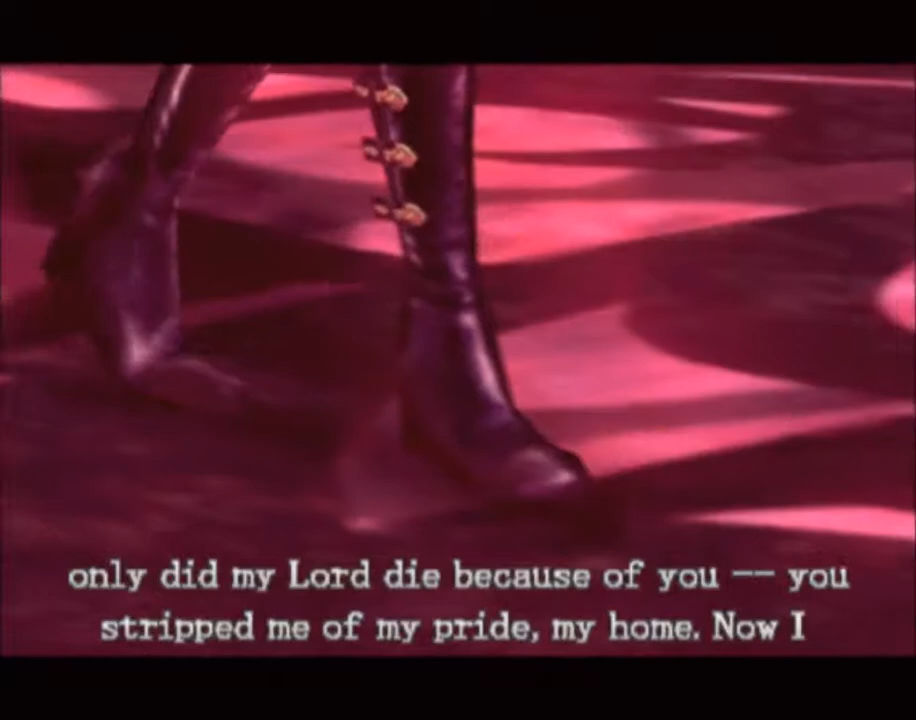 only did my Lord die because of you -- you
stripped me of my pride, my home. Now I